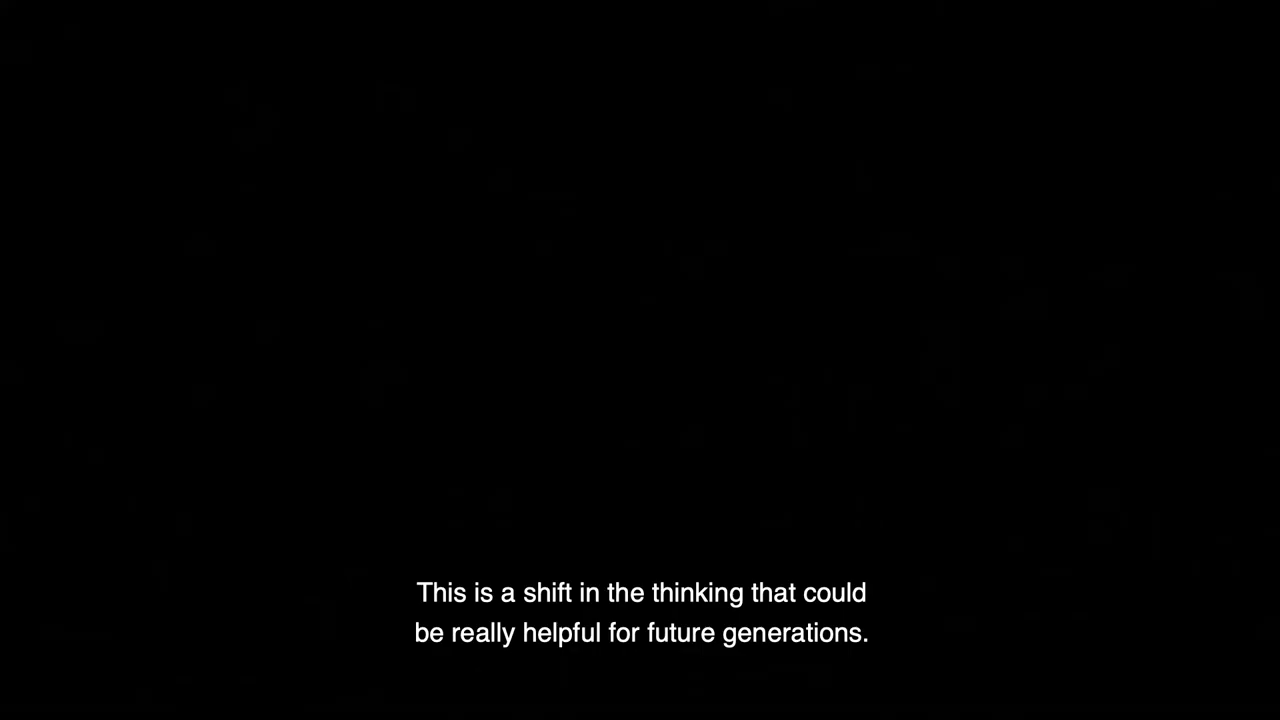 This is a shift in the thinking that could
be really helpful for future generations.